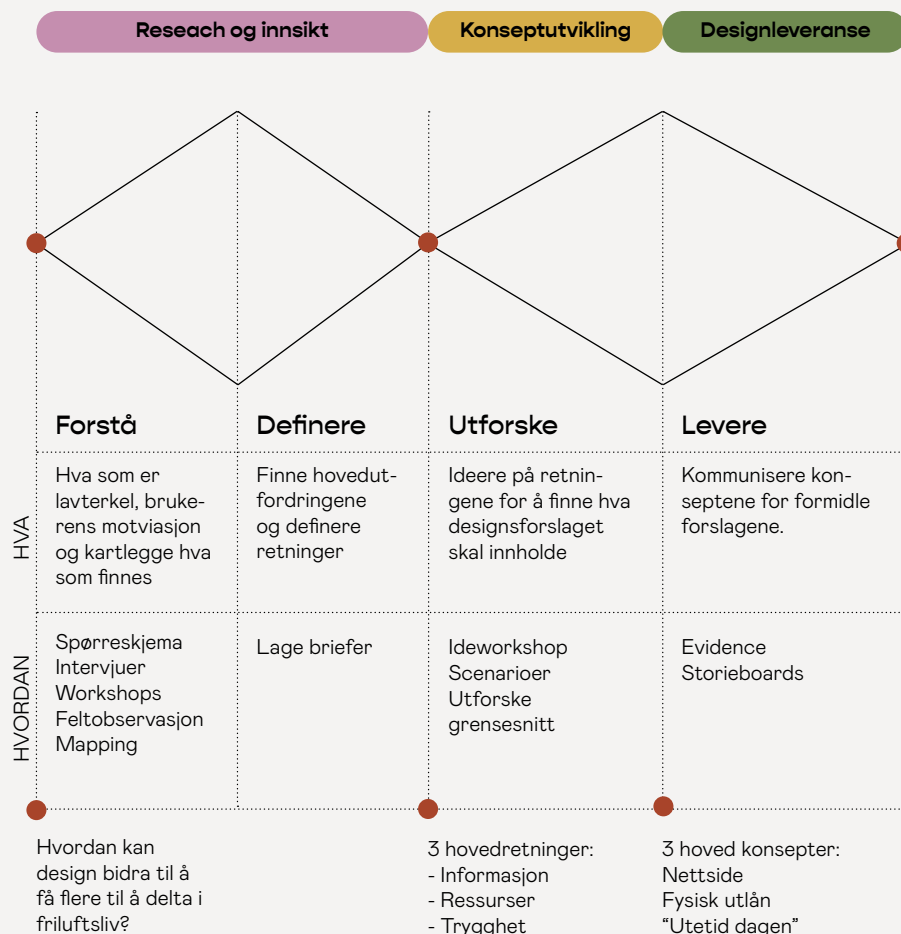 Reseach og innsikt
Konseptutvikling
Designleveranse
Forstå
Definere
Utforske
Levere
HVA
Hva som er
lavterkel, bruke-
rens motviasjon
og kartlegge hva
som finnes
Finne hovedut-
fordringene
og definere
retninger
Ideere på retnin-
gene for å finne hva
designsforslaget
skal innholde
Kommunisere kon-
septene for formidle
forslagene.
HVORDAN
Spørreskjema
Intervjuer
Workshops
Feltobservasjon
Mapping
Lage briefer
Ideworkshop
Scenarioer
Utforske
grensesnitt
Evidence
Storieboards
Hvordan kan
design bidra til å
få flere til å delta i
friluftsliv?
3 hovedretninger:
- Informasjon
- Ressurser
- Trygghet
3 hoved konsepter:
Nettside
Fysisk utlån
“Utetid dagen”